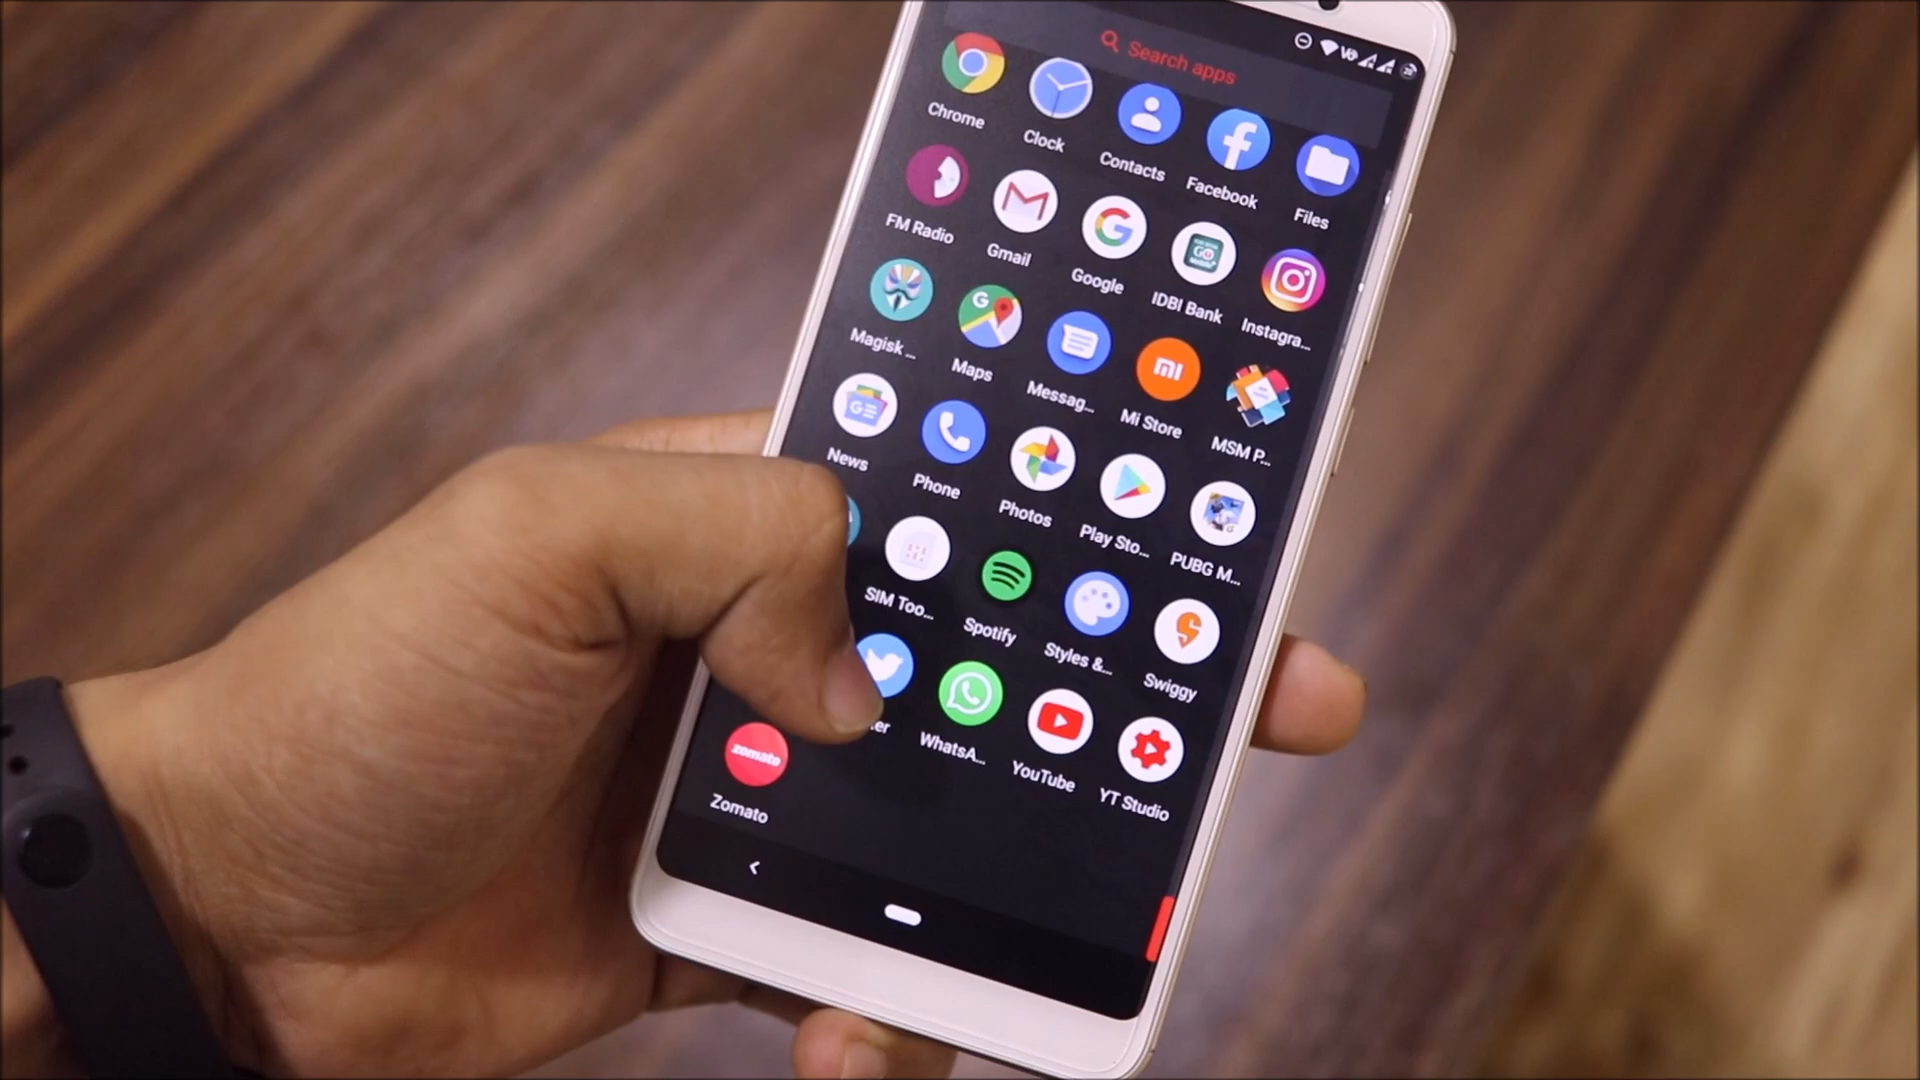 Search apps
Chrome
Clock
Contacts
Facebook
Files
FM Radio
Gmail
Google
IDBI Bank
Instagra...
Magisk ...
Maps
Messag...
Mi Store
MSM P...
News
Phone
Photos
Play Sto...
PUBG M...
SIM Too...
Spotify
Styles &...
Swiggy
er
WhatsA...
YouTube
YT Studio
zomato
Zomato